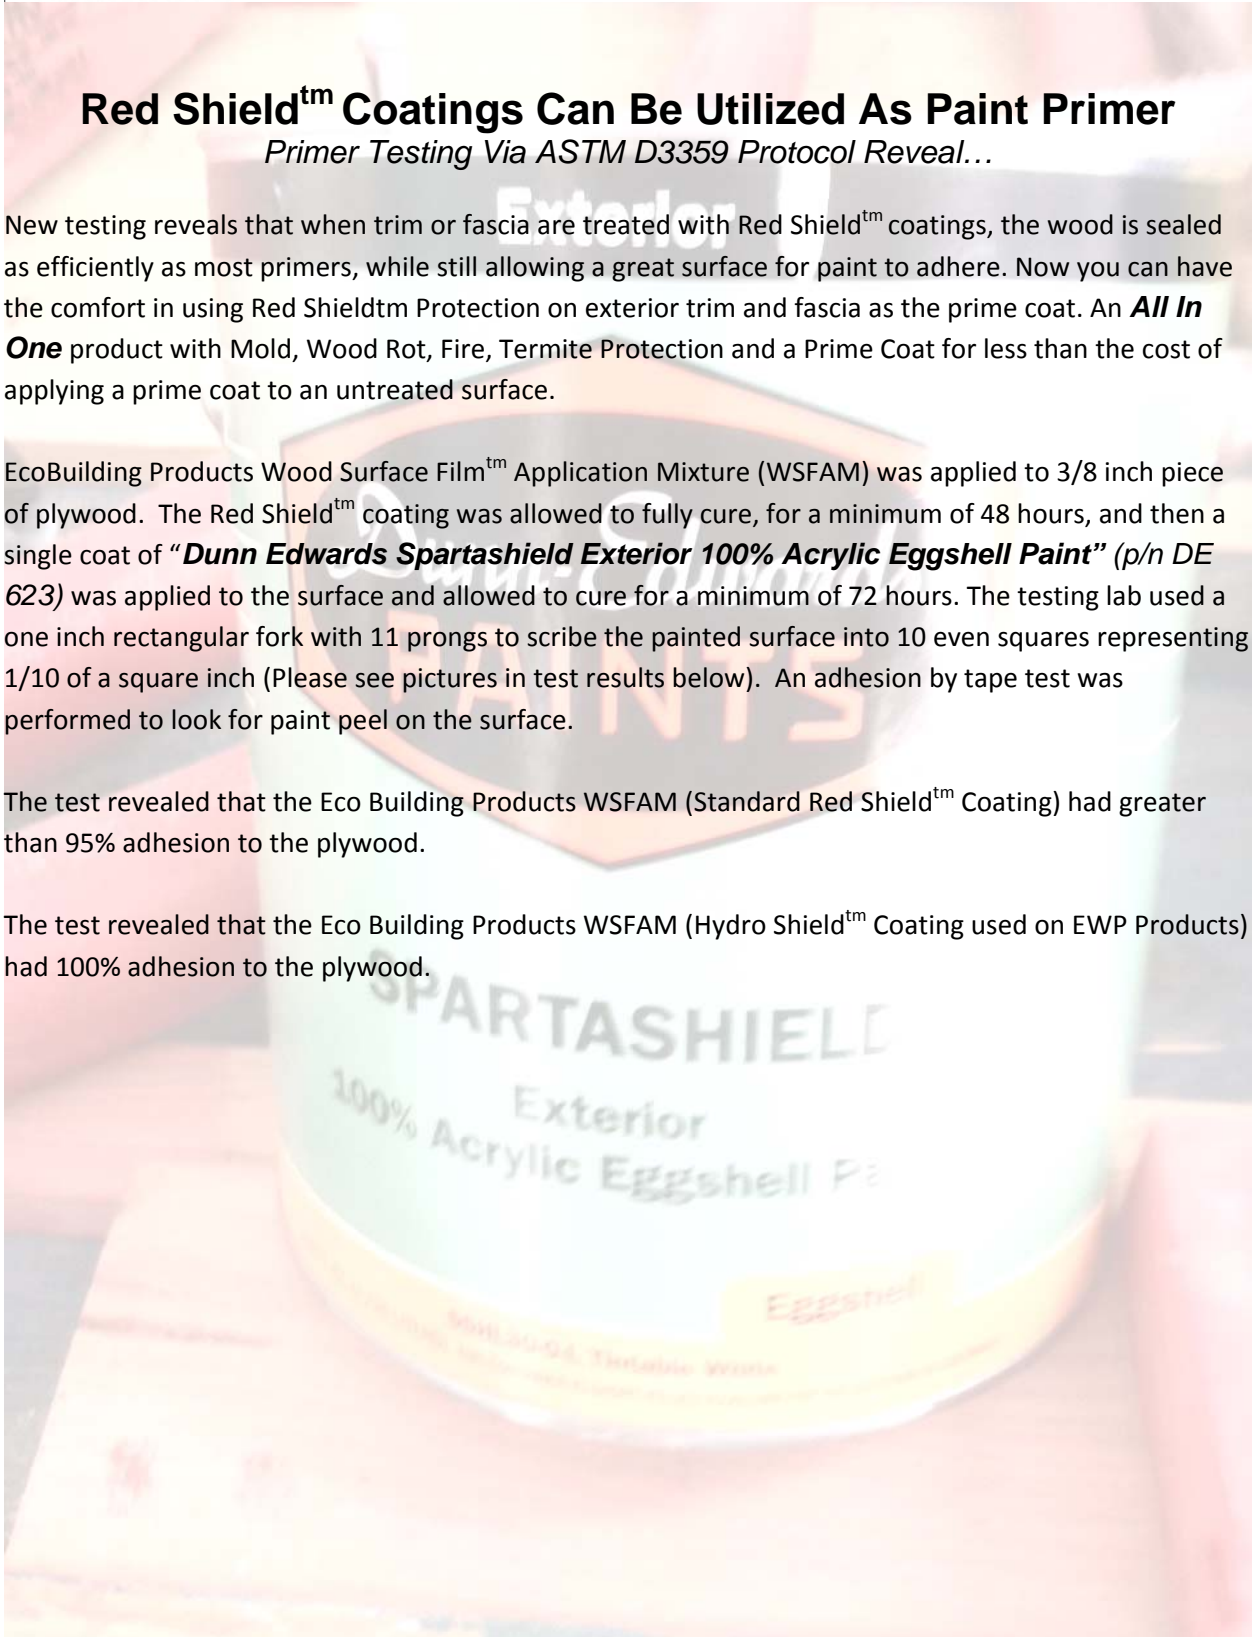 Red Shieldtm Coatings Can Be Utilized As Paint Primer
Primer Testing Via ASTM D3359 Protocol Reveal…
New testing reveals that when trim or fascia are treated with Red Shieldtm coatings, the wood is sealed
as efficiently as most primers, while still allowing a great surface for paint to adhere. Now you can have
the comfort in using Red Shieldtm Protection on exterior trim and fascia as the prime coat. An All In
One product with Mold, Wood Rot, Fire, Termite Protection and a Prime Coat for less than the cost of
applying a prime coat to an untreated surface.
EcoBuilding Products Wood Surface Filmtm Application Mixture (WSFAM) was applied to 3/8 inch piece
of plywood.  The Red Shieldtm coating was allowed to fully cure, for a minimum of 48 hours, and then a
single coat of “Dunn Edwards Spartashield Exterior 100% Acrylic Eggshell Paint” (p/n DE
623) was applied to the surface and allowed to cure for a minimum of 72 hours. The testing lab used a
one inch rectangular fork with 11 prongs to scribe the painted surface into 10 even squares representing
1/10 of a square inch (Please see pictures in test results below).  An adhesion by tape test was
performed to look for paint peel on the surface.
The test revealed that the Eco Building Products WSFAM (Standard Red Shieldtm Coating) had greater
than 95% adhesion to the plywood.
The test revealed that the Eco Building Products WSFAM (Hydro Shieldtm Coating used on EWP Products)
had 100% adhesion to the plywood.
Exterior
Dunn-Edwards
PAINTS
SPARTASHIELD
Exterior
100% Acrylic Eggshell
Eggshell